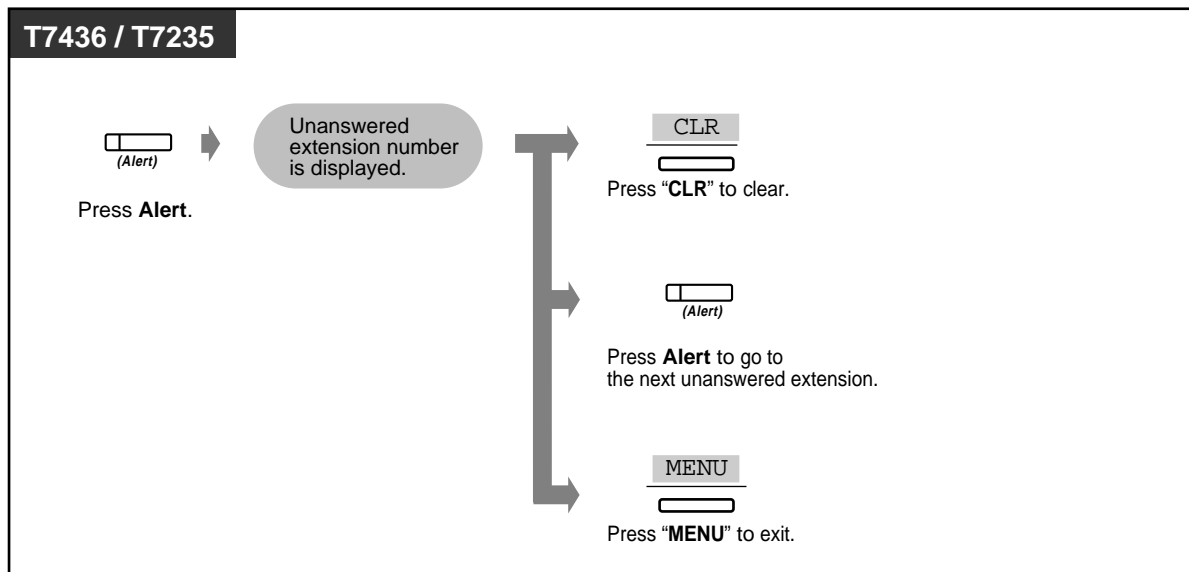 T7436 / T7235
(Alert)
Press Alert.
Unanswered
extension number
is displayed.
CLR
Press “CLR” to clear.
(Alert)
Press Alert to go to
the next unanswered extension.
MENU
Press “MENU” to exit.